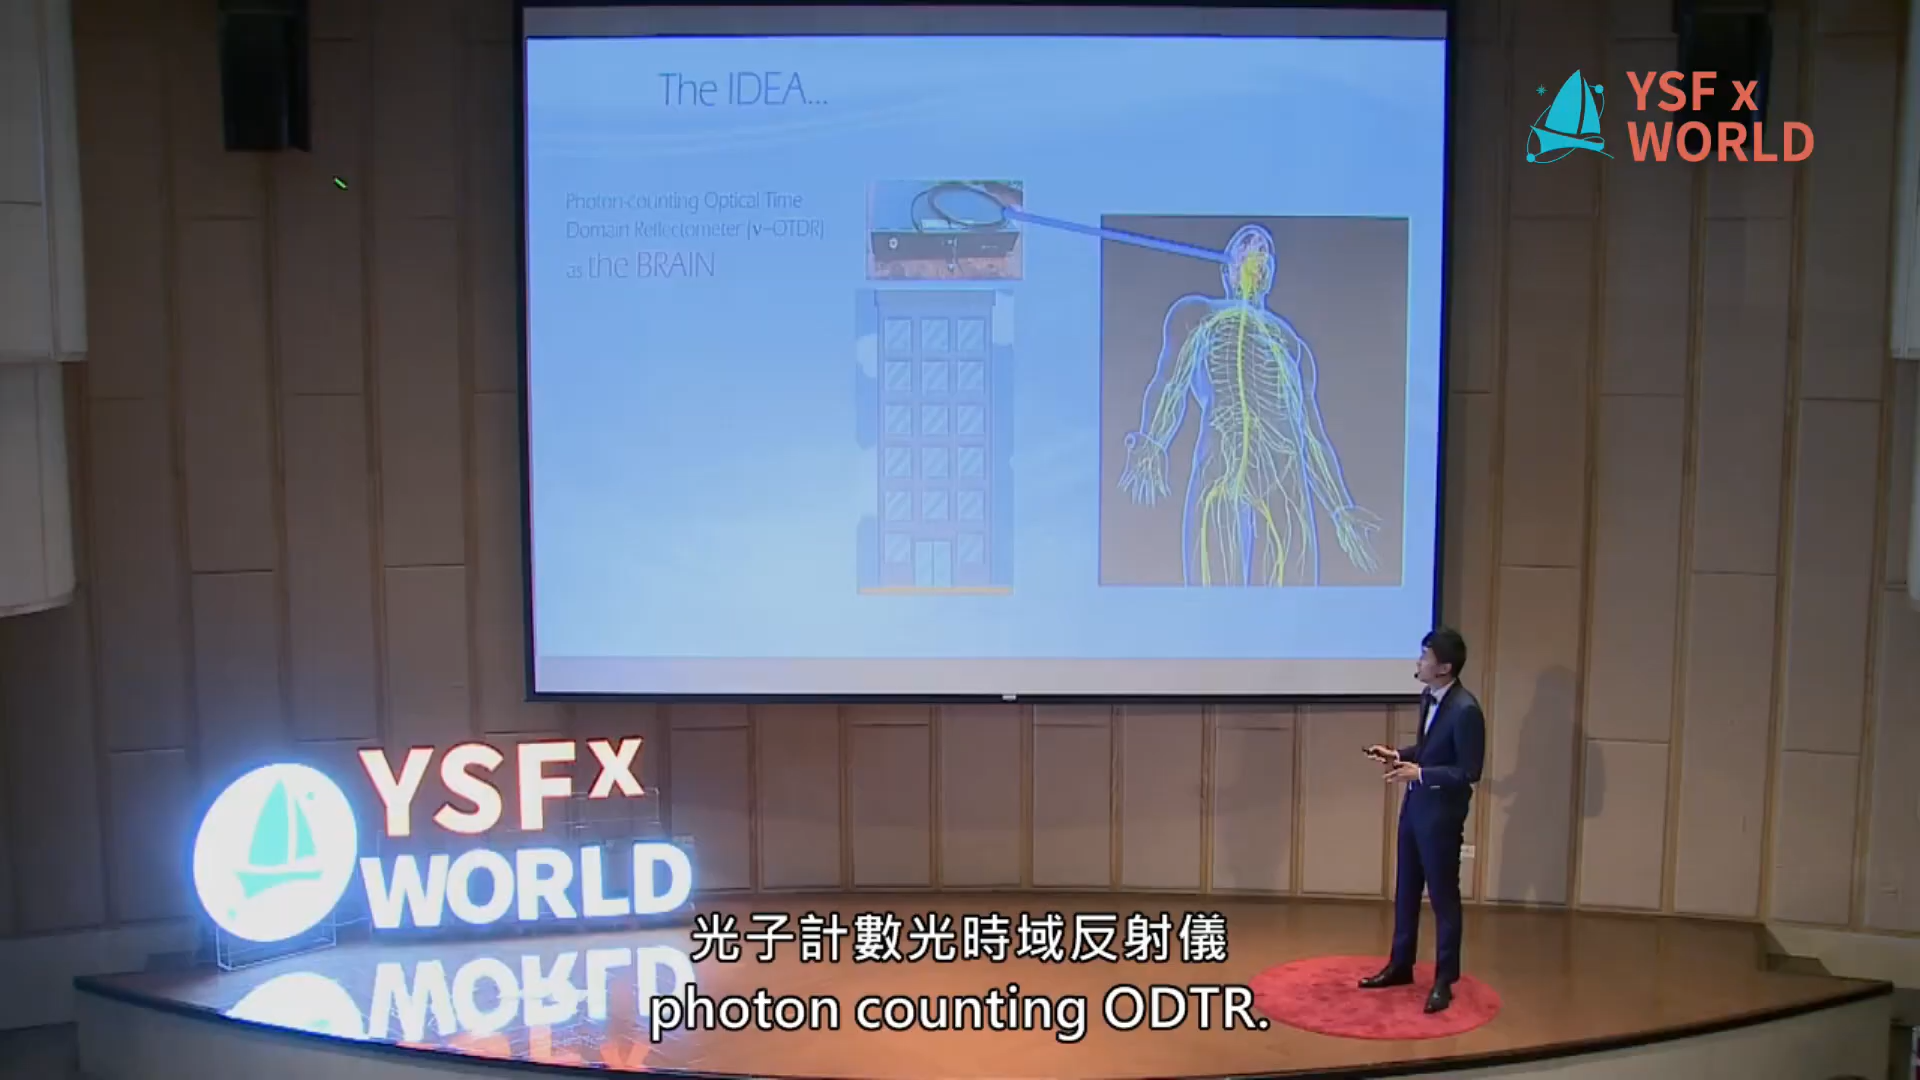 The IDEA...
YSF x
WORLD
Photon-counting Optical Time
Domain Reflectometer (ν-OTDR)
as the BRAIN
YSFx
WORLD
光子計數光時域反射儀
photon counting ODTR.